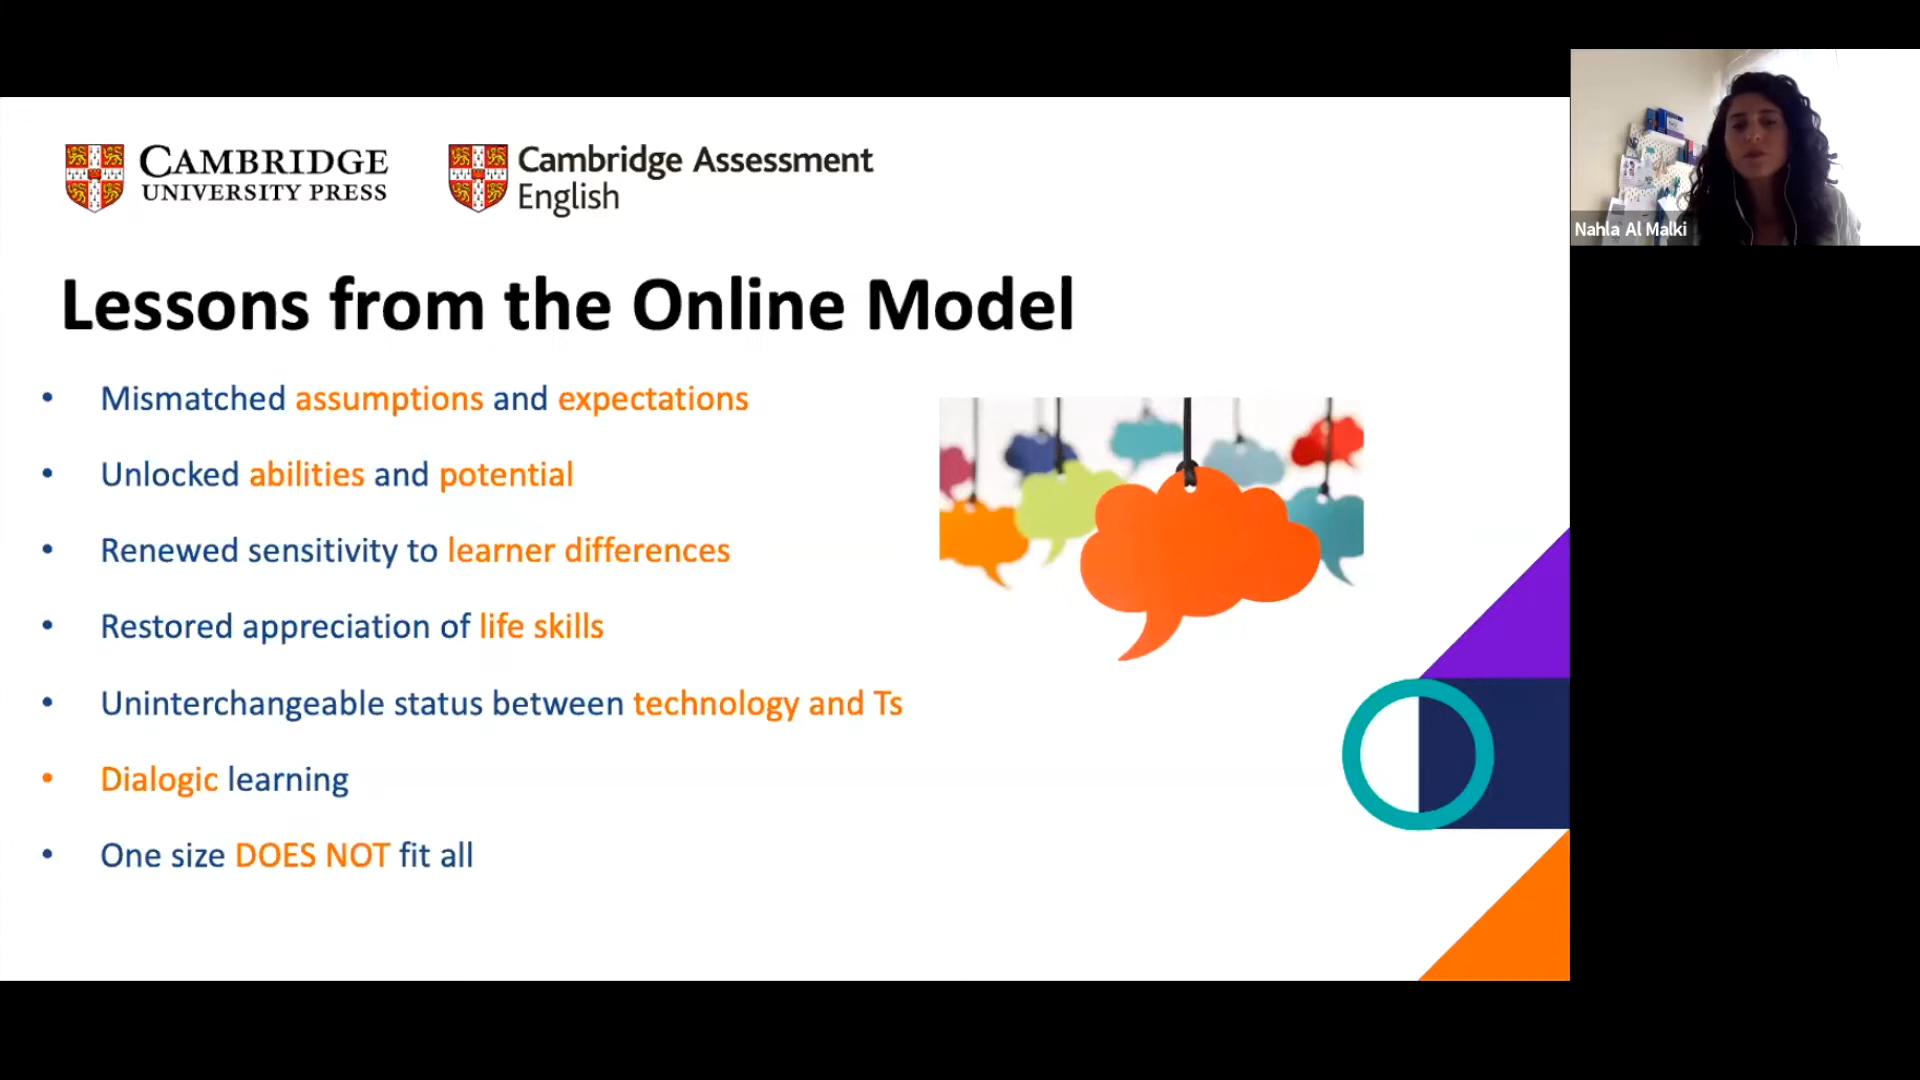 CAMBRIDGE
UNIVERSITY PRESS
Cambridge Assessment
English
Nahla Al Malki
Lessons from the Online Model
• Mismatched assumptions and expectations
• Unlocked abilities and potential
• Renewed sensitivity to learner differences
• Restored appreciation of life skills
• Uninterchangeable status between technology and Ts
• Dialogic learning
• One size DOES NOT fit all